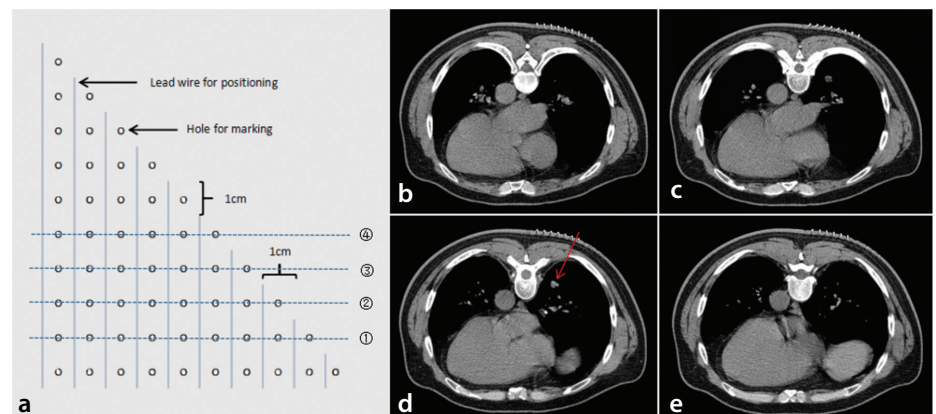 Lead wire for positioning
Hole for marking
1cm
④
1cm
③
②
①
a
b
c
d
e